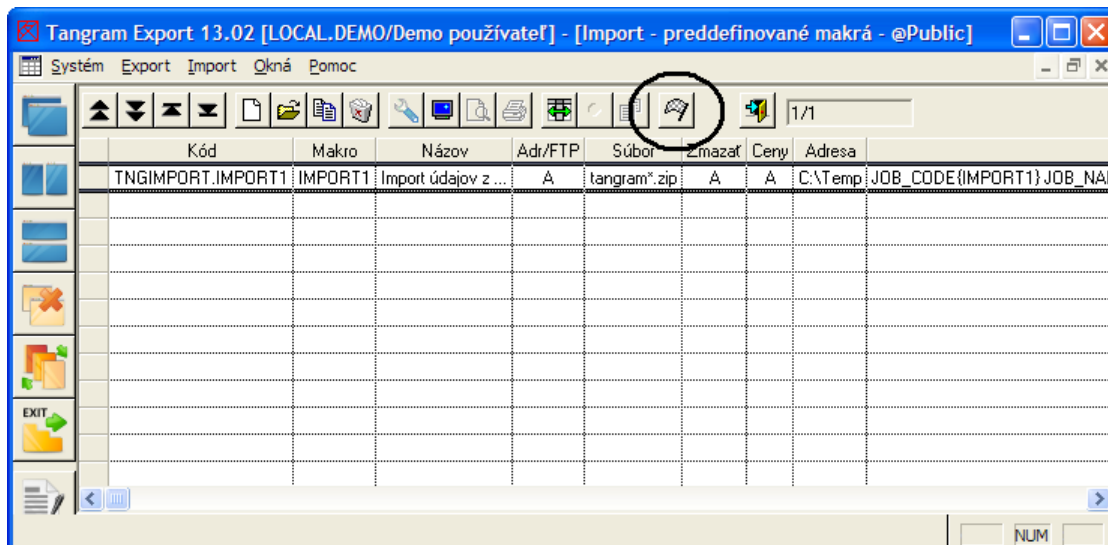 Tangram Export 13.02 [LOCAL.DEMO/Demo používateľ] - [Import - preddefinované makrá - @Public]
Systém Export Import Okná Pomoc
1/1
Kód Makro Názov Adr/FTP Súbor Zmazať Ceny Adresa
TNGIMPORT.IMPORT1 IMPORT1 Import údajov z ... A tangram*.zip A A C:\Temp JOB_CODE{IMPORT1} JOB_NA
EXIT
NUM